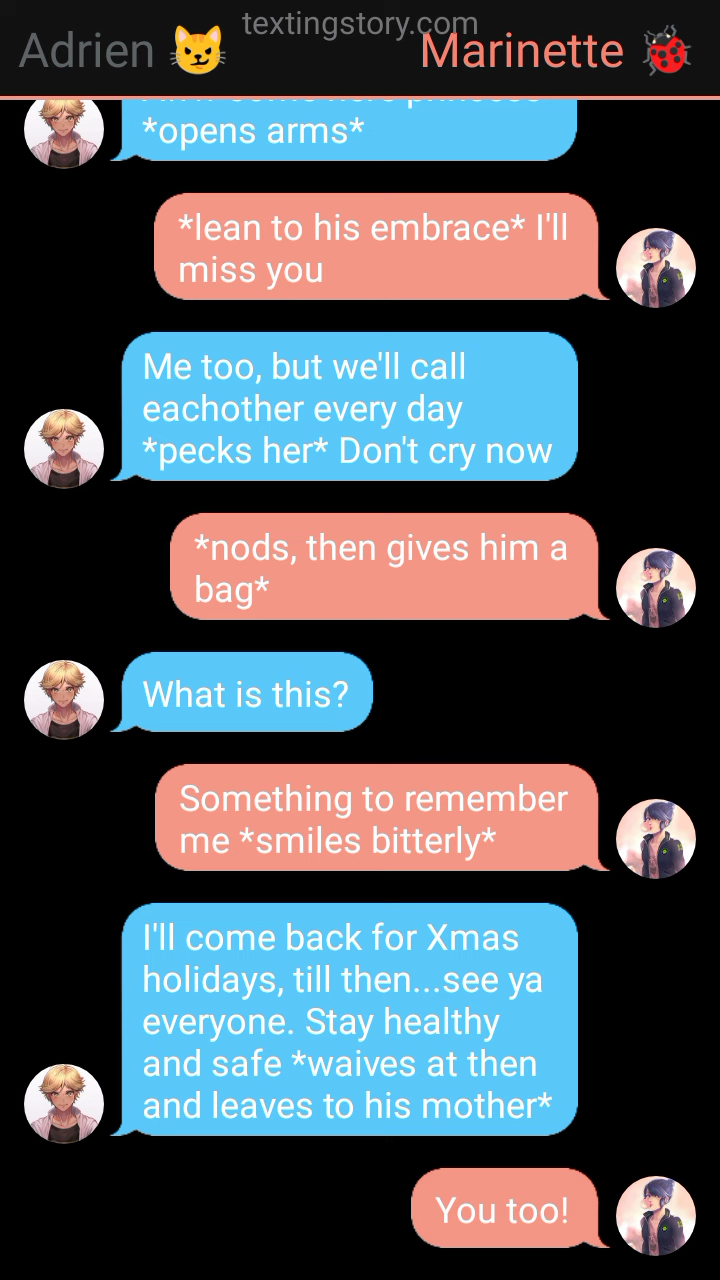 textingstory.com
Adrien 😼
Marinette 🐞
*opens arms*
*lean to his embrace* I'll
miss you
Me too, but we'll call
eachother every day
*pecks her* Don't cry now
*nods, then gives him a
bag*
What is this?
Something to remember
me *smiles bitterly*
I'll come back for Xmas
holidays, till then...see ya
everyone. Stay healthy
and safe *waives at then
and leaves to his mother*
You too!